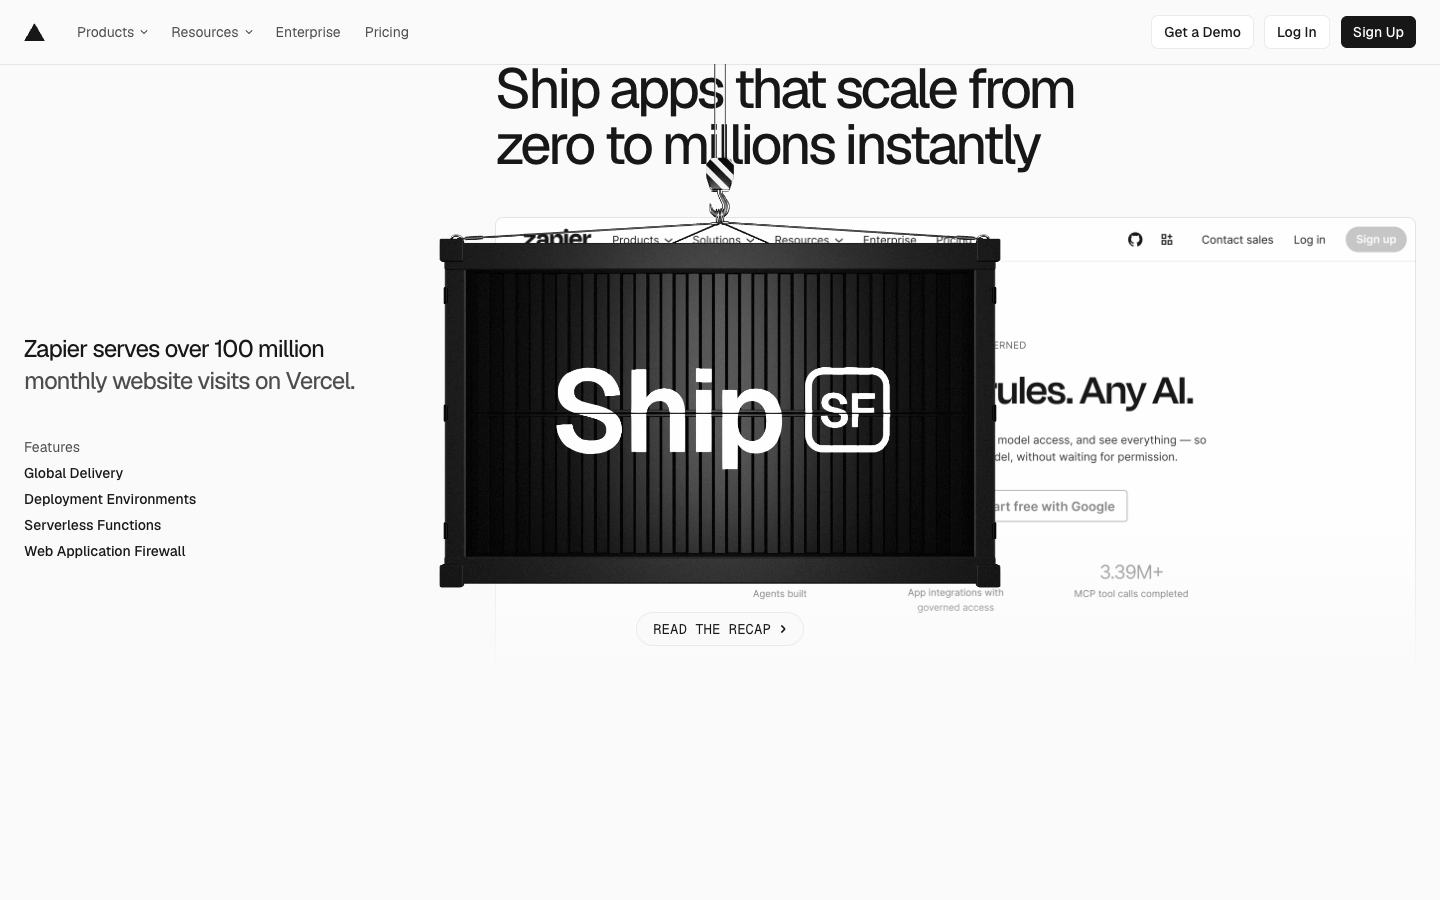 Products
Resources
Enterprise
Pricing
Get a Demo
Log In
Sign Up
Ship apps that scale from
zero to millions instantly
zapier
Products
Solutions
Resources
Enterprise
Pricing
Contact sales
Log in
Sign up
Zapier serves over 100 million
monthly website visits on Vercel.
Features
Global Delivery
Deployment Environments
Serverless Functions
Web Application Firewall
Ship SF
Any AI.
model access, and see everything — so
without waiting for permission.
free with Google
3.39M+
Agents built
App integrations with
governed access
MCP tool calls completed
READ THE RECAP